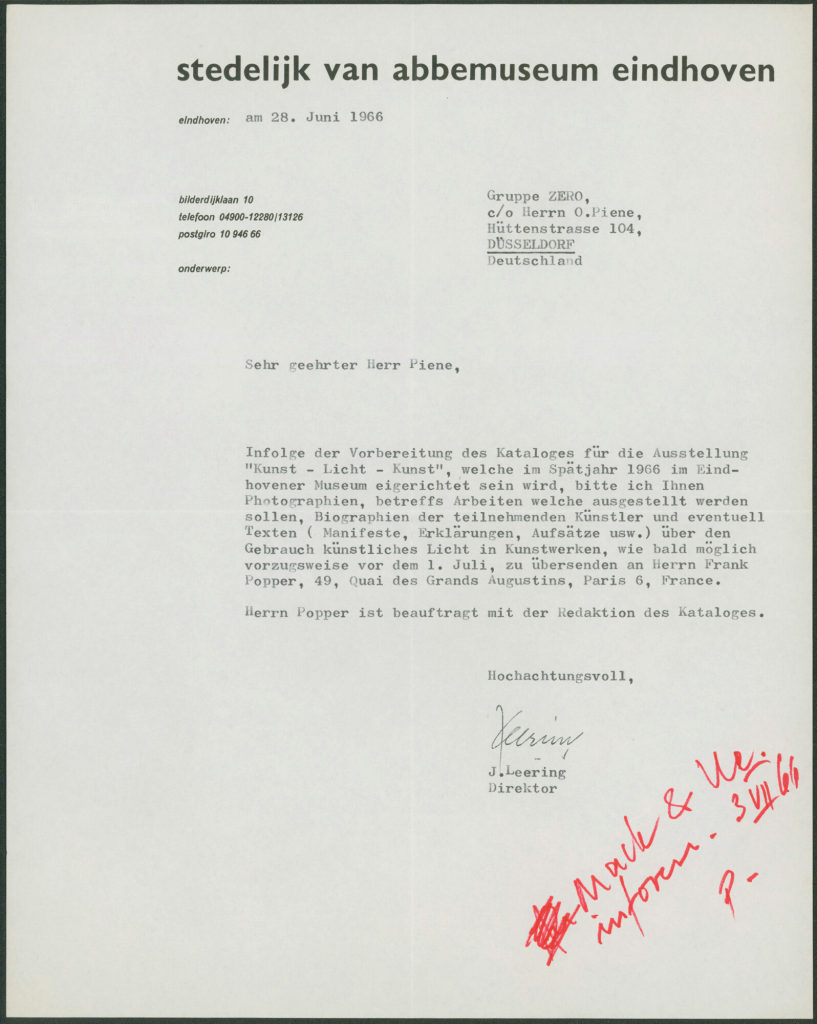 stedelijk van abbemuseum eindhoven
eindhoven: am 28. Juni 1966
bilderdijklaan 10
telefoon 04900-12280/13126
postgiro 10 946 66
onderwerp:
Gruppe ZERO,
c/o Herrn O.Piene,
Hüttenstrasse 104,
DÜSSELDORF
Deutschland
Sehr geehrter Herr Piene,
Infolge der Vorbereitung des Kataloges für die Ausstellung
"Kunst - Licht - Kunst", welche im Spätjahr 1966 im Eind-
hovener Museum eigerichtet sein wird, bitte ich Ihnen
Photographien, betreffs Arbeiten welche ausgestellt werden
sollen, Biographien der teilnehmenden Künstler und eventuell
Texten ( Manifeste, Erklärungen, Aufsätze usw.) über den
Gebrauch künstliches Licht in Kunstwerken, wie bald möglich
vorzugsweise vor dem 1. Juli, zu übersenden an Herrn Frank
Popper, 49, Quai des Grands Augustins, Paris 6, France.
Herrn Popper ist beauftragt mit der Redaktion des Kataloges.
Hochachtungsvoll,
Leering
J.Leering
Direktor
Mack & Ue.
inform. 3 VII 66
P-